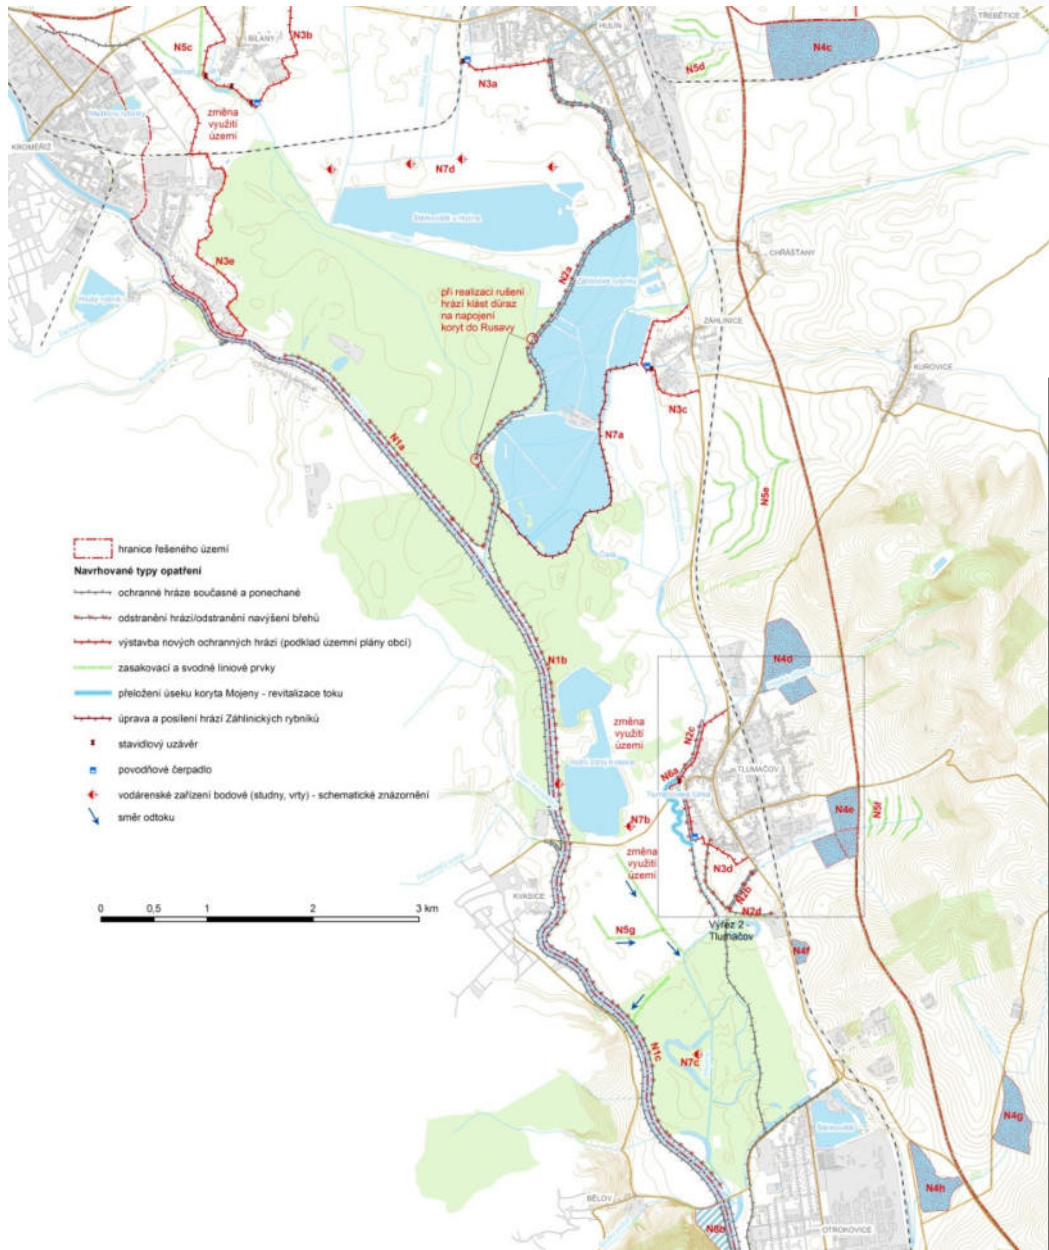 HULÍN
TŘEBĚTICE
N5c
BÍLANY
N3b
N4c
N5d
N3a
změna
využití
území
KROMĚŘÍŽ
N7d
Štěrkoviště u Hulína
CHRÁŠŤANY
N3e
N2a
při realizaci rušení
hrází klást důraz
na napojení
koryt do Rusavy
Záhlinické rybníky
ZÁHLINICE
KUROVICE
N3c
N1a
N7a
N5e
hranice řešeného území
Navrhované typy opatření
ochranné hráze současné a ponechané
odstranění hrází/odstranění navýšení břehů
výstavba nových ochranných hrází (podklad územní plány obcí)
zasakovací a svodné liniové prvky
přeložení úseku koryta Mojeny - revitalizace toku
úprava a posílení hrází Záhlinických rybníků
stavidlový uzávěr
povodňové čerpadlo
vodárenské zařízení bodové (studny, vrty) - schematické znázornění
směr odtoku
0 0,5 1 2 3 km
N1b
N4d
změna
využití
území
N2c
N6a
TLUMAČOV
N4e
N5f
N7b
změna
využití
území
N3d
N2b
N2d
KVASICE
Výřez 2 -
Tlumačov
N5g
N4f
N1c
N7c
N4g
Štěrkoviště
N4h
BĚLOV
OTROKOVICE
N6b